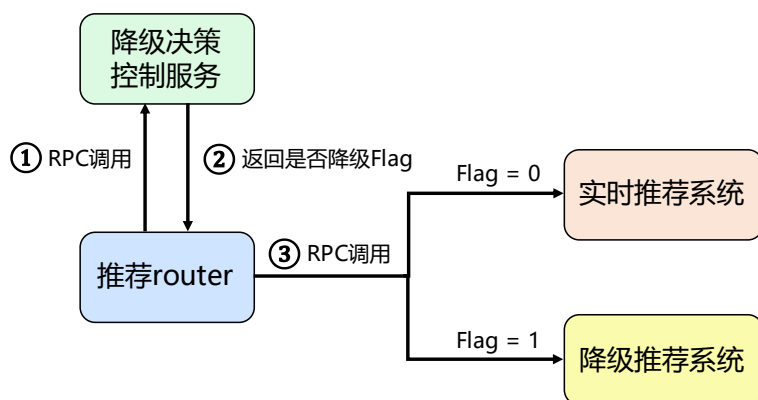 降级决策
控制服务
① RPC调用
② 返回是否降级Flag
Flag = 0
实时推荐系统
推荐router
③ RPC调用
Flag = 1
降级推荐系统